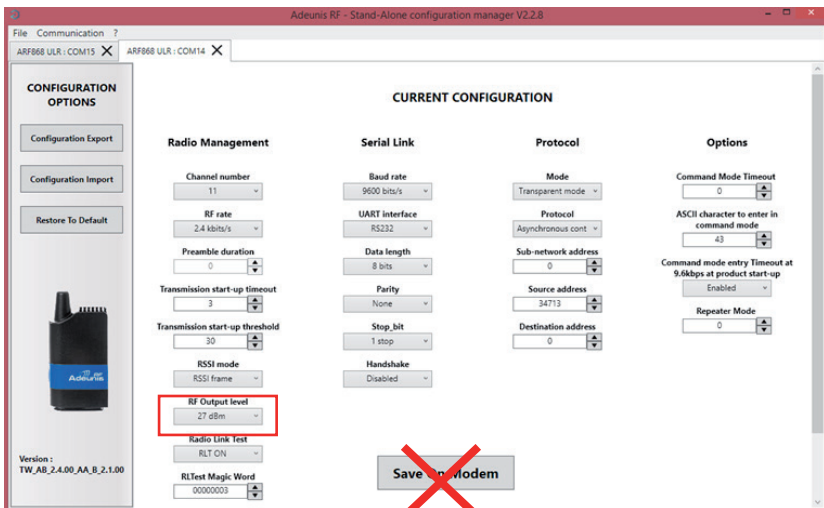 Adeunis RF - Stand-Alone configuration manager V2.2.8
File Communication ?
ARF868 ULR : COM15 X ARF868 ULR : COM14 X
CONFIGURATION
OPTIONS
Configuration Export
Configuration Import
Restore To Default
Adeunis RF
Version :
TW_AB_2.4.00_AA_B_2.1.00
CURRENT CONFIGURATION
Radio Management
Channel number
11
RF rate
2.4 kbits/s
Preamble duration
0
Transmission start-up timeout
3
Transmission start-up threshold
30
RSSI mode
RSSI frame
RF Output level
27 dBm
Radio Link Test
RLT ON
RLTest Magic Word
00000003
Serial Link
Baud rate
9600 bits/s
UART interface
RS232
Data length
8 bits
Parity
None
Stop_bit
1 stop
Handshake
Disabled
Protocol
Mode
Transparent mode
Protocol
Asynchronous cont
Sub-network address
0
Source address
34713
Destination address
0
Options
Command Mode Timeout
0
ASCII character to enter in
command mode
43
Command mode entry Timeout at
9.6kbps at product start-up
Enabled
Repeater Mode
0
Save On Modem